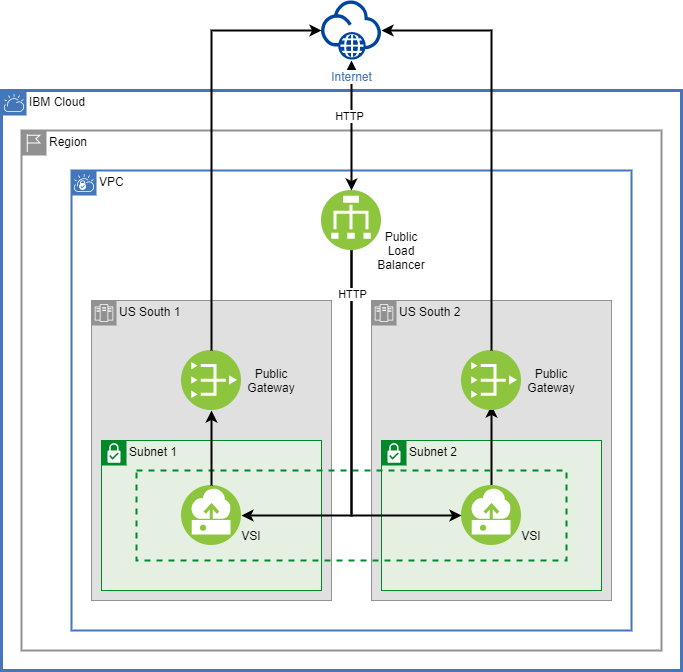 Internet
IBM Cloud
HTTP
Region
VPC
Public
Load
Balancer
HTTP
US South 1
US South 2
Public
Gateway
Public
Gateway
Subnet 1
Subnet 2
VSI
VSI